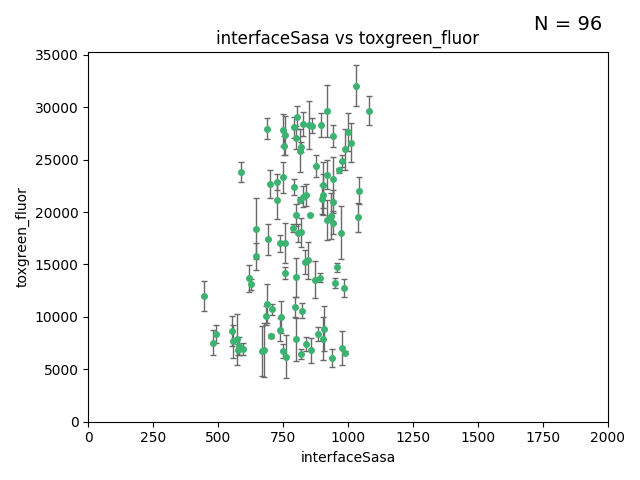 N = 96
interfaceSasa vs toxgreen_fluor
35000
30000
25000
20000
15000
10000
5000
0
toxgreen_fluor
0 250 500 750 1000 1250 1500 1750 2000
interfaceSasa